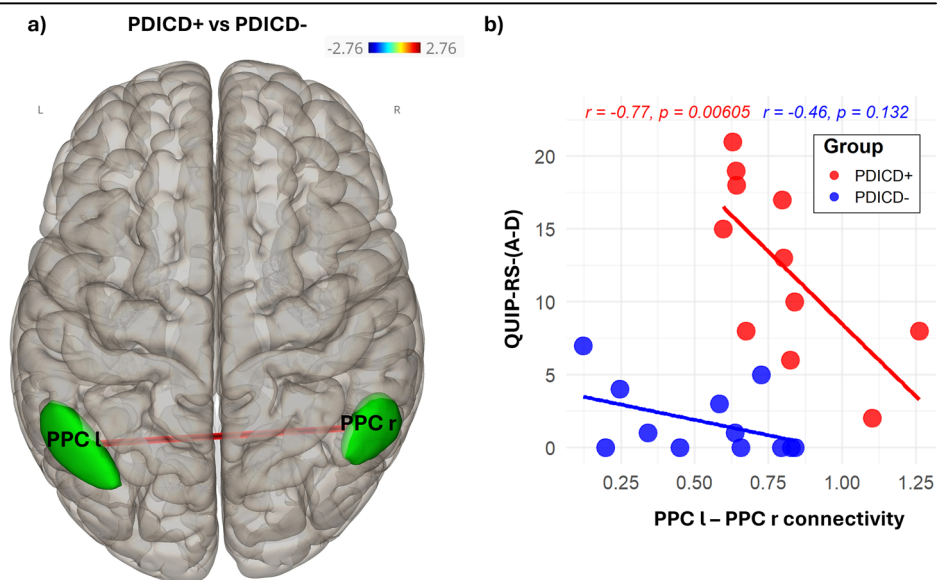 a)
PDICD+ vs PDICD-
-2.76
2.76
L
R
PPC l
PPC r
b)
r = -0.77, p = 0.00605
r = -0.46, p = 0.132
Group
PDICD+
PDICD-
QUIP-RS-(A-D)
20
15
10
5
0
0.25
0.50
0.75
1.00
1.25
PPC l – PPC r connectivity